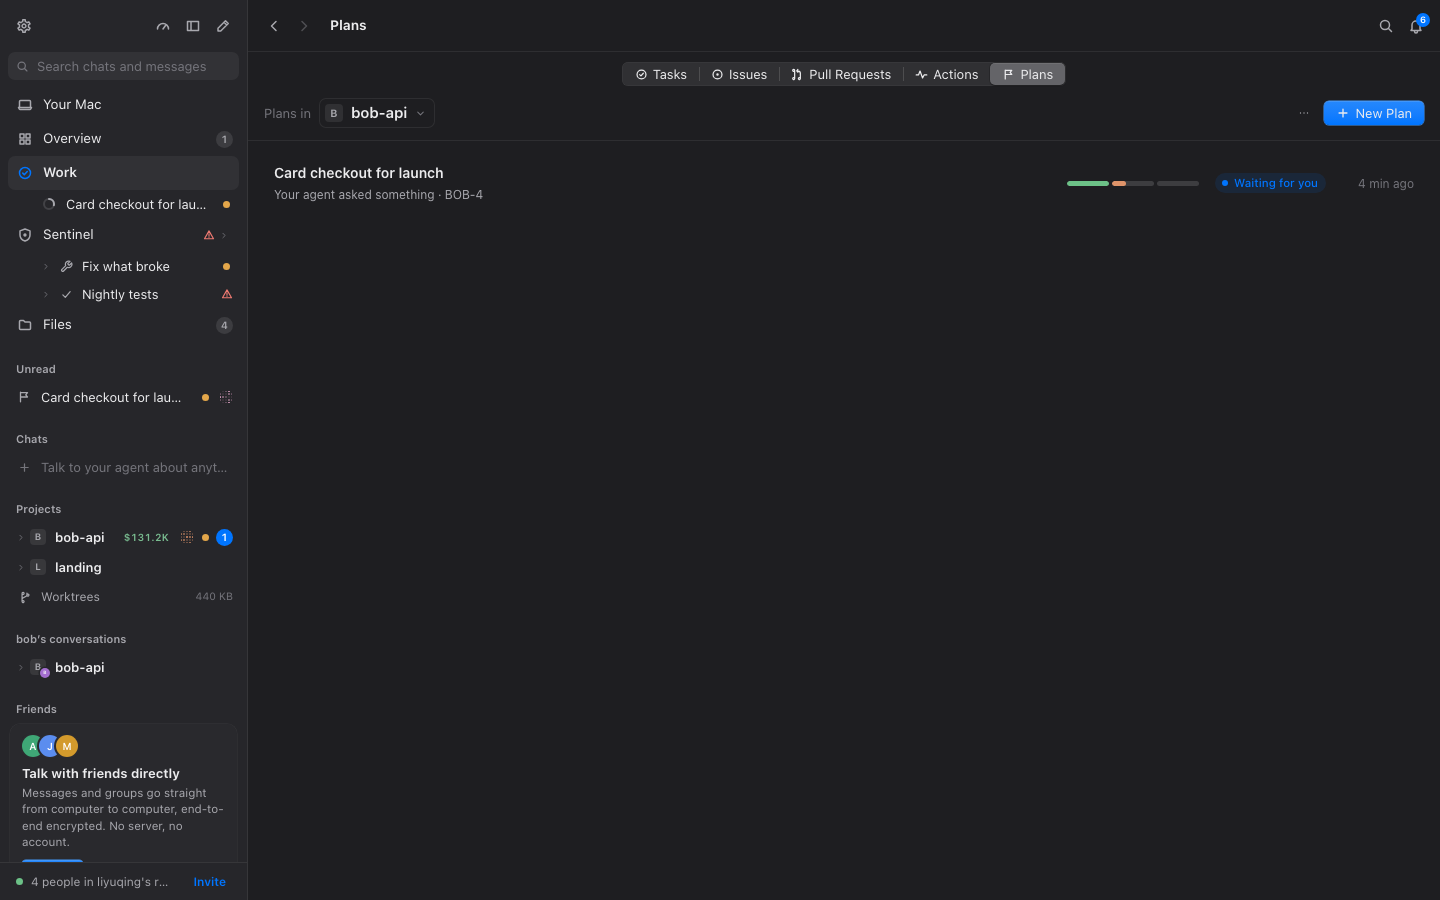 Search chats and messages
Your Mac
Overview
1
Work
Card checkout for lau...
Sentinel
Fix what broke
Nightly tests
Files
4
Unread
Card checkout for lau...
Chats
Talk to your agent about anyt...
Projects
B bob-api $131.2K 1
L landing
Worktrees 440 KB
bob's conversations
B bob-api
Friends
A J M
Talk with friends directly
Messages and groups go straight
from computer to computer, end-to-
end encrypted. No server, no
account.
4 people in liyuqing's r... Invite
Plans
6
Tasks Issues Pull Requests Actions Plans
Plans in B bob-api
... New Plan
Card checkout for launch
Your agent asked something · BOB-4
Waiting for you
4 min ago